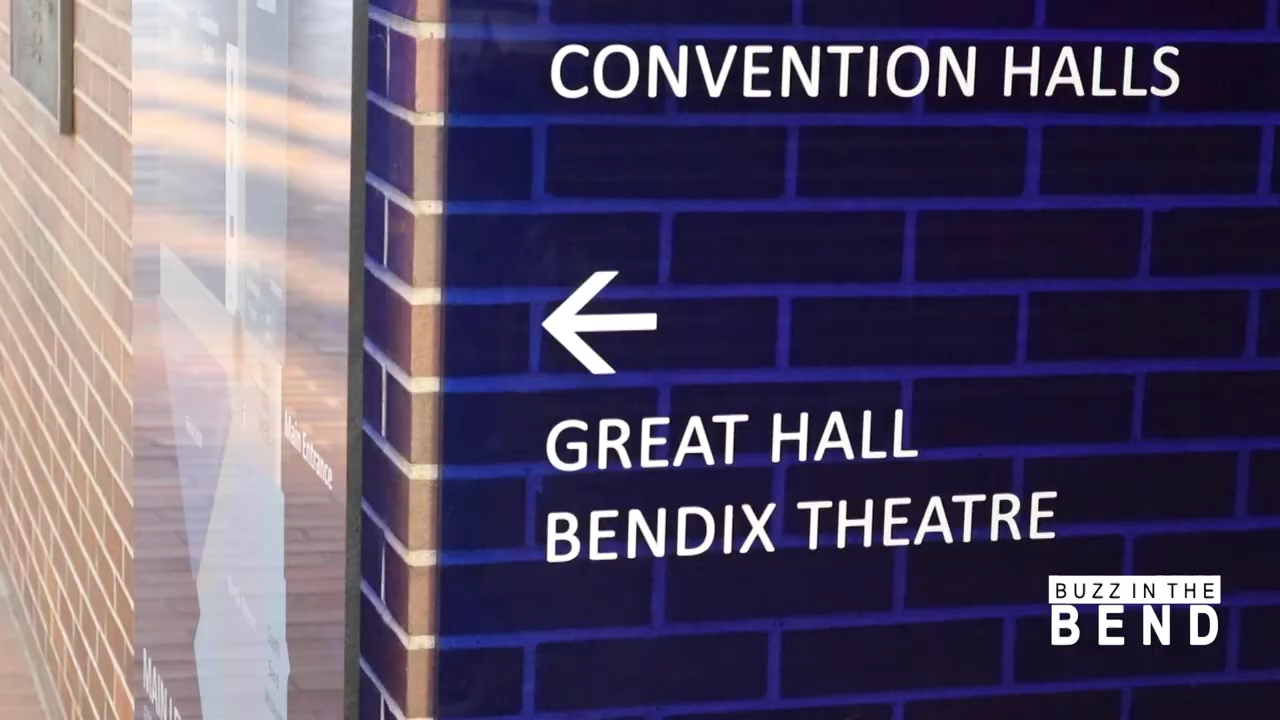 CONVENTION HALLS
GREAT HALL
BENDIX THEATRE
Main Entrance
BUZZ IN THE
BEND